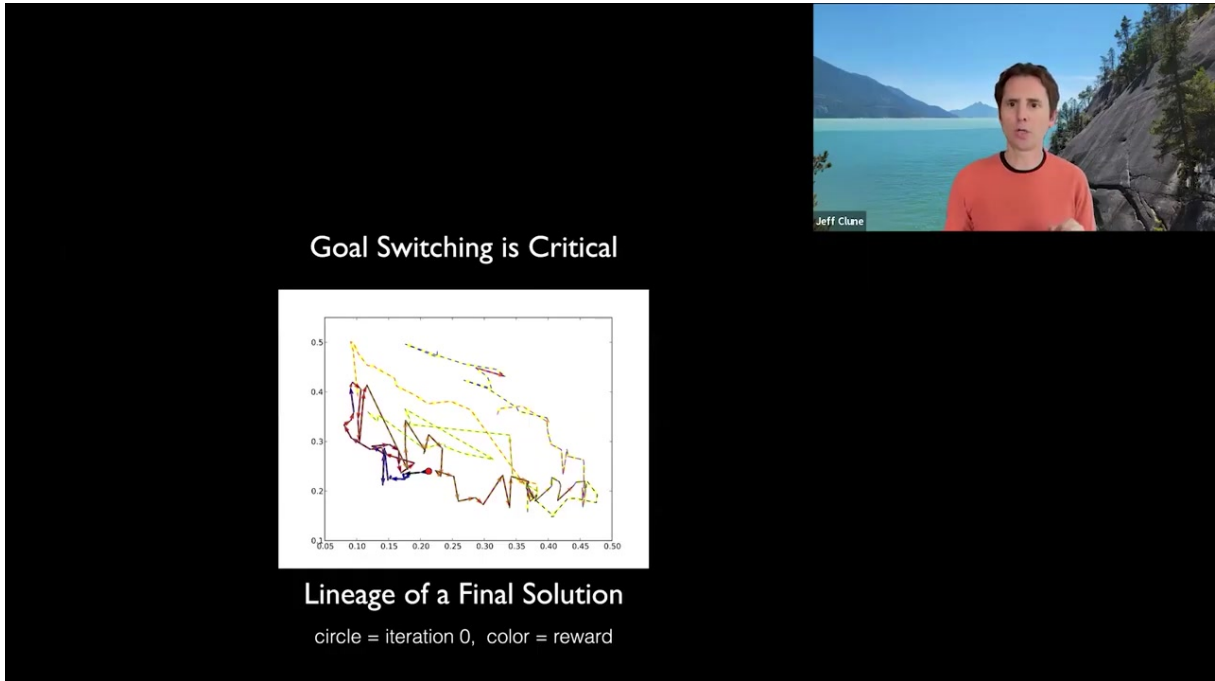 Jeff Clune
Goal Switching is Critical
0.5
0.4
0.3
0.2
0.1
0.05 0.10 0.15 0.20 0.25 0.30 0.35 0.40 0.45 0.50
Lineage of a Final Solution
circle = iteration 0, color = reward